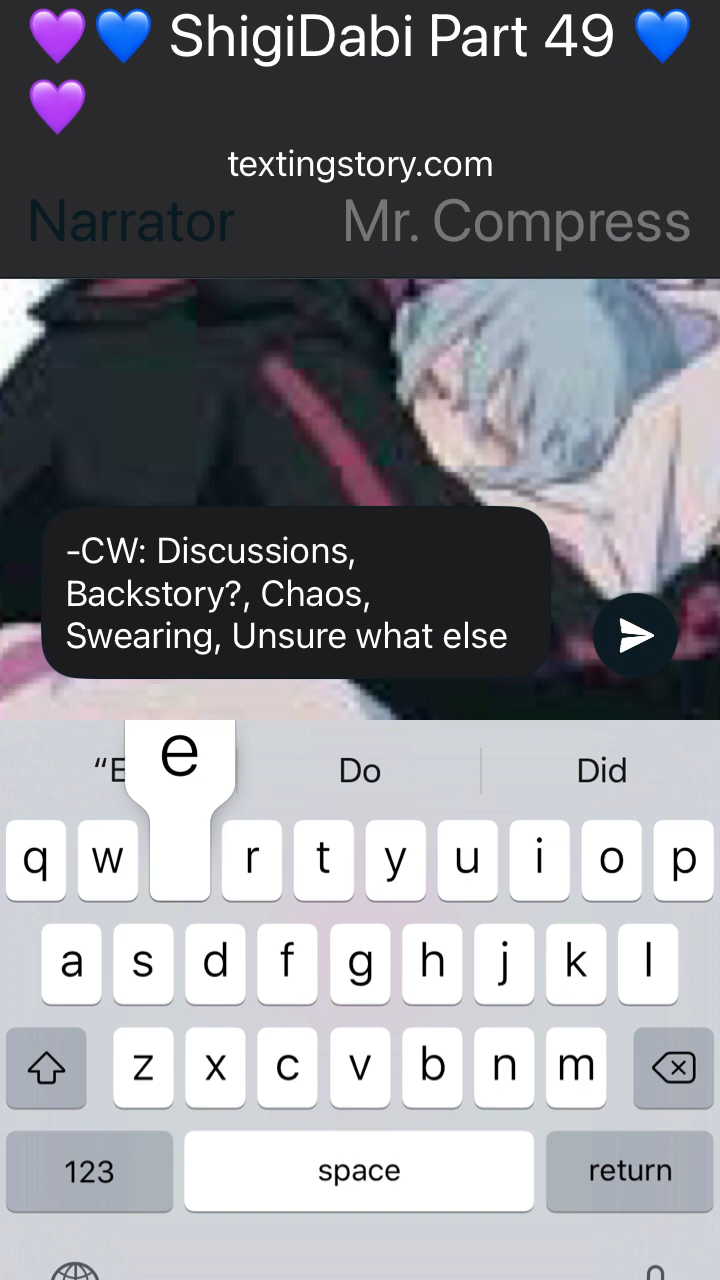 💜💙 ShigiDabi Part 49 💙
💜
textingstory.com
Narrator Mr. Compress
-CW: Discussions,
Backstory?, Chaos,
Swearing, Unsure what else
“E Do Did
e
q w r t y u i o p
a s d f g h j k l
z x c v b n m
123 space return